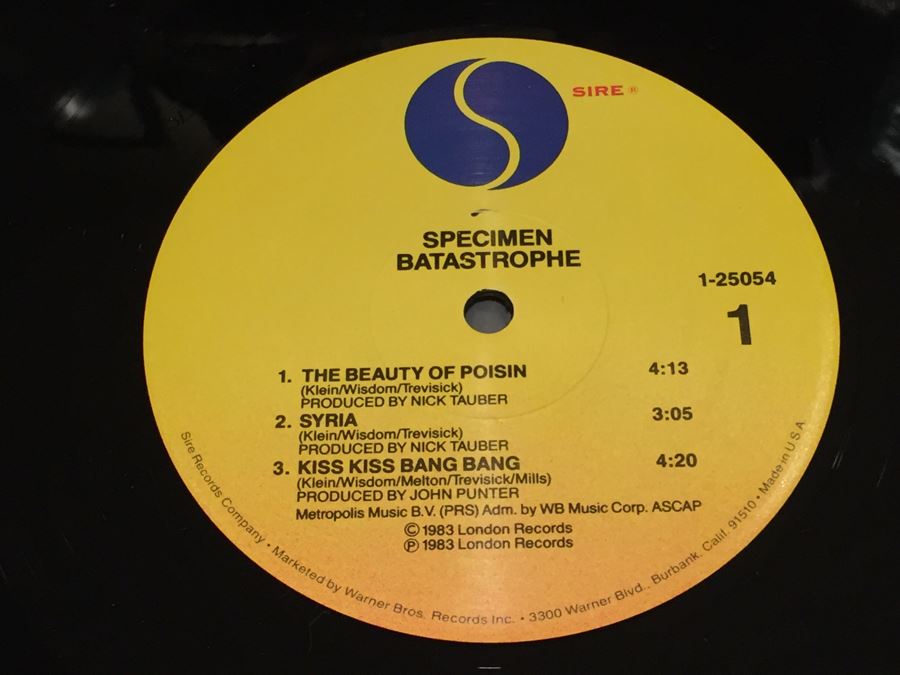 SIRE ®
SPECIMEN
BATASTROPHE
1-25054
1
1. THE BEAUTY OF POISIN 4:13
(Klein/Wisdom/Trevisick)
PRODUCED BY NICK TAUBER
2. SYRIA 3:05
(Klein/Wisdom/Trevisick)
PRODUCED BY NICK TAUBER
3. KISS KISS BANG BANG 4:20
(Klein/Wisdom/Melton/Trevisick/Mills)
PRODUCED BY JOHN PUNTER
Metropolis Music B.V. (PRS) Adm. by WB Music Corp. ASCAP
© 1983 London Records
℗ 1983 London Records
Sire Records Company • Marketed by Warner Bros. Records Inc. • 3300 Warner Blvd., Burbank, Calif. 91510 • Made in U S A